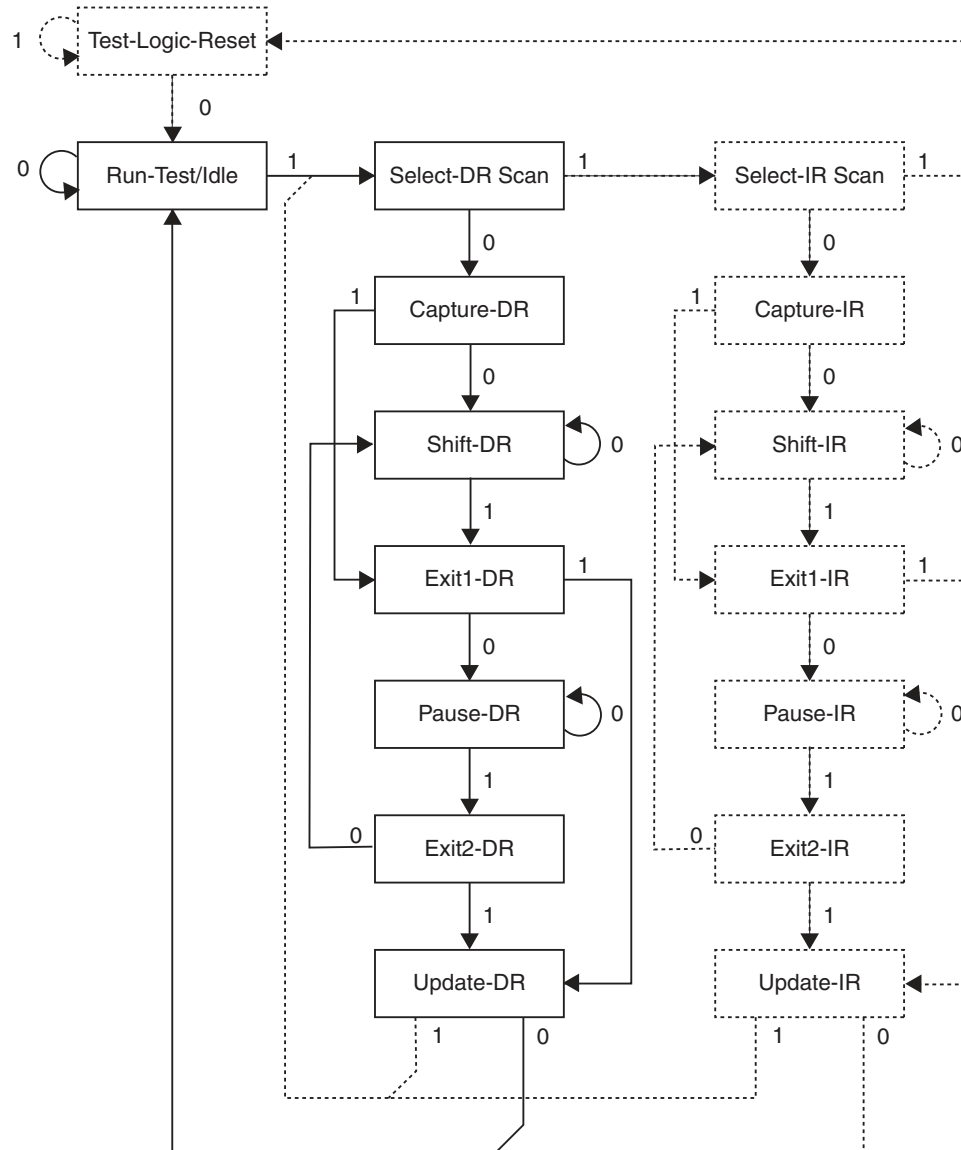 Test-Logic-Reset
1
0
0
Run-Test/Idle
1
Select-DR Scan
1
Select-IR Scan
1
0
0
1
Capture-DR
1
Capture-IR
0
0
Shift-DR
0
Shift-IR
0
1
1
Exit1-DR
1
Exit1-IR
1
0
0
Pause-DR
0
Pause-IR
0
1
1
0
Exit2-DR
0
Exit2-IR
1
1
Update-DR
Update-IR
1
0
1
0